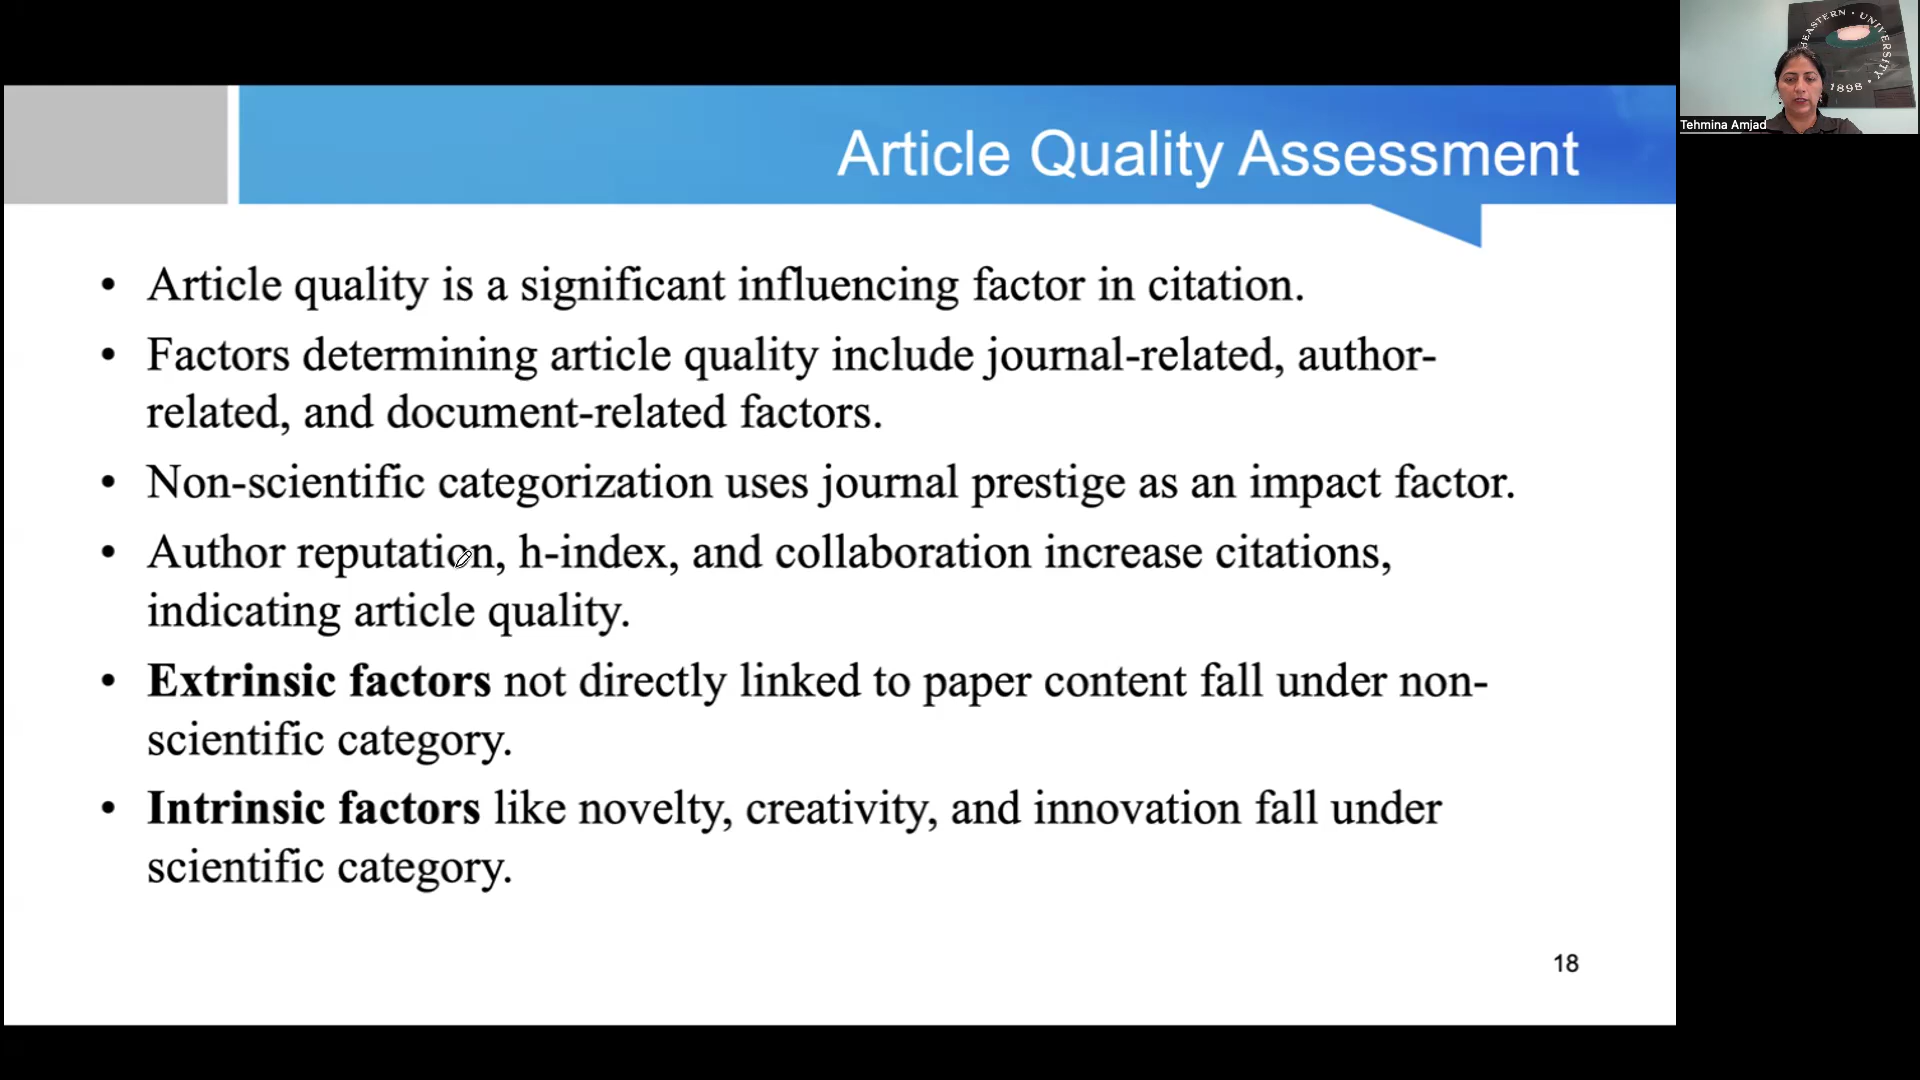 Article Quality Assessment
• Article quality is a significant influencing factor in citation.
• Factors determining article quality include journal-related, author-
related, and document-related factors.
• Non-scientific categorization uses journal prestige as an impact factor.
• Author reputation, h-index, and collaboration increase citations,
indicating article quality.
• Extrinsic factors not directly linked to paper content fall under non-
scientific category.
• Intrinsic factors like novelty, creativity, and innovation fall under
scientific category.
18
EASTERN • UNIVERSITY •
1898
Tehmina Amjad